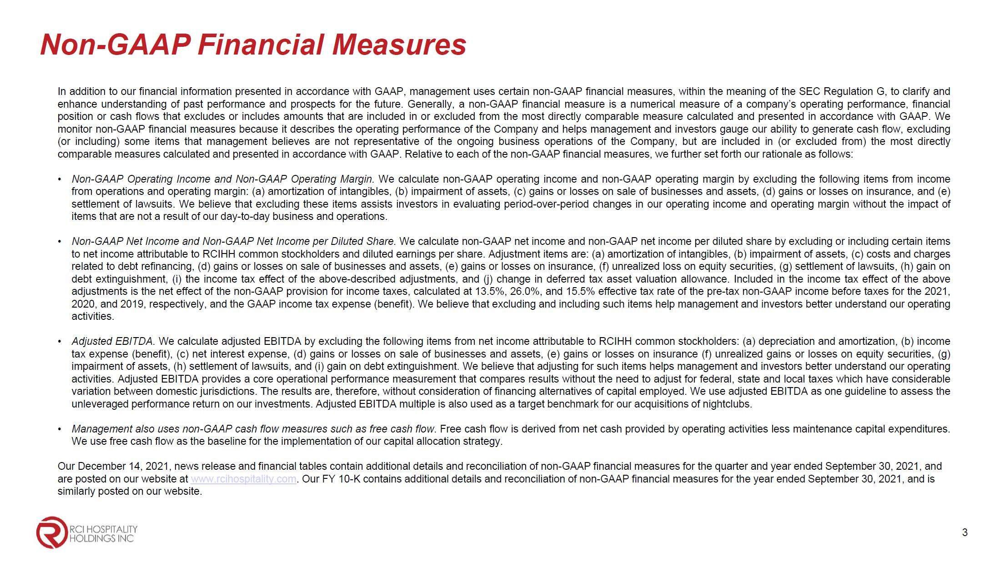 Non-GAAP Financial Measures
In addition to our financial information presented in accordance with GAAP, management uses certain non-GAAP financial measures, within the meaning of the SEC Regulation G, to clarify and
enhance understanding of past performance and prospects for the future. Generally, a non-GAAP financial measure is a numerical measure of a company’s operating performance, financial
position or cash flows that excludes or includes amounts that are included in or excluded from the most directly comparable measure calculated and presented in accordance with GAAP. We
monitor non-GAAP financial measures because it describes the operating performance of the Company and helps management and investors gauge our ability to generate cash flow, excluding
(or including) some items that management believes are not representative of the ongoing business operations of the Company, but are included in (or excluded from) the most directly
comparable measures calculated and presented in accordance with GAAP. Relative to each of the non-GAAP financial measures, we further set forth our rationale as follows:
• Non-GAAP Operating Income and Non-GAAP Operating Margin. We calculate non-GAAP operating income and non-GAAP operating margin by excluding the following items from income
from operations and operating margin: (a) amortization of intangibles, (b) impairment of assets, (c) gains or losses on sale of businesses and assets, (d) gains or losses on insurance, and (e)
settlement of lawsuits. We believe that excluding these items assists investors in evaluating period-over-period changes in our operating income and operating margin without the impact of
items that are not a result of our day-to-day business and operations.
• Non-GAAP Net Income and Non-GAAP Net Income per Diluted Share. We calculate non-GAAP net income and non-GAAP net income per diluted share by excluding or including certain items
to net income attributable to RCIHH common stockholders and diluted earnings per share. Adjustment items are: (a) amortization of intangibles, (b) impairment of assets, (c) costs and charges
related to debt refinancing, (d) gains or losses on sale of businesses and assets, (e) gains or losses on insurance, (f) unrealized loss on equity securities, (g) settlement of lawsuits, (h) gain on
debt extinguishment, (i) the income tax effect of the above-described adjustments, and (j) change in deferred tax asset valuation allowance. Included in the income tax effect of the above
adjustments is the net effect of the non-GAAP provision for income taxes, calculated at 13.5%, 26.0%, and 15.5% effective tax rate of the pre-tax non-GAAP income before taxes for the 2021,
2020, and 2019, respectively, and the GAAP income tax expense (benefit). We believe that excluding and including such items help management and investors better understand our operating
activities.
• Adjusted EBITDA. We calculate adjusted EBITDA by excluding the following items from net income attributable to RCIHH common stockholders: (a) depreciation and amortization, (b) income
tax expense (benefit), (c) net interest expense, (d) gains or losses on sale of businesses and assets, (e) gains or losses on insurance (f) unrealized gains or losses on equity securities, (g)
impairment of assets, (h) settlement of lawsuits, and (i) gain on debt extinguishment. We believe that adjusting for such items helps management and investors better understand our operating
activities. Adjusted EBITDA provides a core operational performance measurement that compares results without the need to adjust for federal, state and local taxes which have considerable
variation between domestic jurisdictions. The results are, therefore, without consideration of financing alternatives of capital employed. We use adjusted EBITDA as one guideline to assess the
unleveraged performance return on our investments. Adjusted EBITDA multiple is also used as a target benchmark for our acquisitions of nightclubs.
• Management also uses non-GAAP cash flow measures such as free cash flow. Free cash flow is derived from net cash provided by operating activities less maintenance capital expenditures.
We use free cash flow as the baseline for the implementation of our capital allocation strategy.
Our December 14, 2021, news release and financial tables contain additional details and reconciliation of non-GAAP financial measures for the quarter and year ended September 30, 2021, and
are posted on our website at www.rcihospitality.com. Our FY 10-K contains additional details and reconciliation of non-GAAP financial measures for the year ended September 30, 2021, and is
similarly posted on our website.
RCI HOSPITALITY
HOLDINGS INC
3